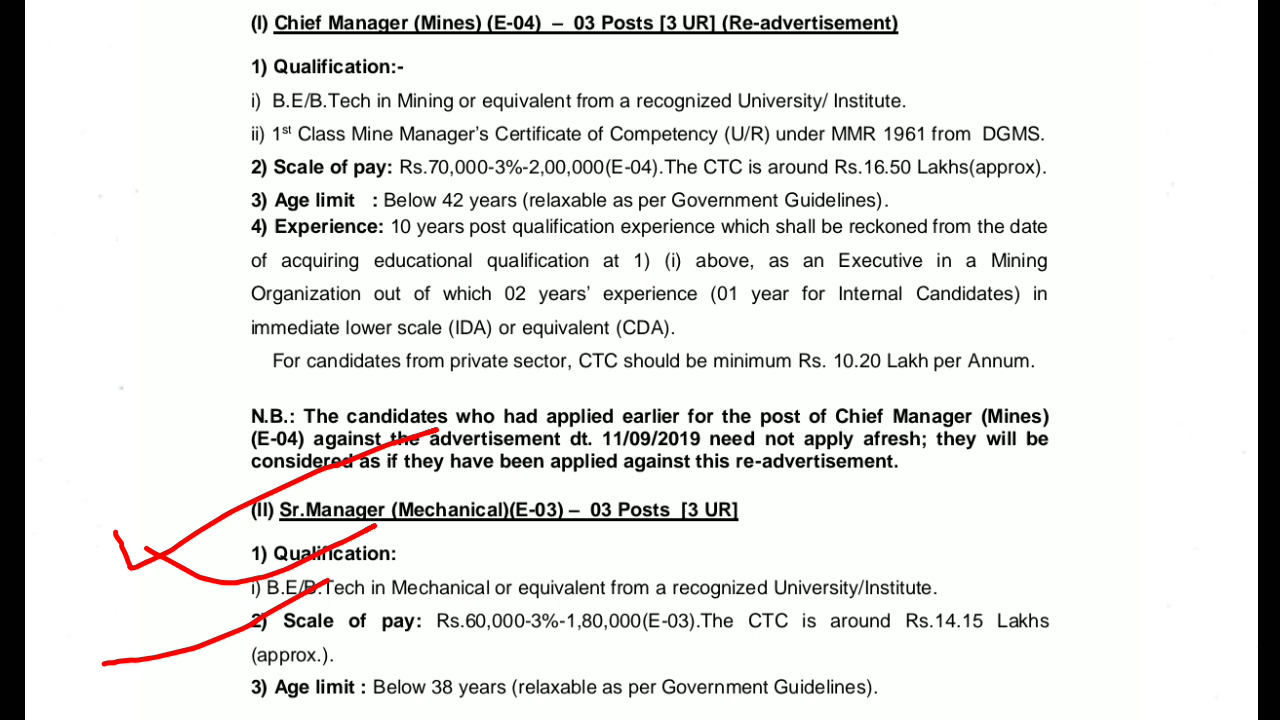 (I) Chief Manager (Mines) (E-04) – 03 Posts [3 UR] (Re-advertisement)
1) Qualification:-
i) B.E/B.Tech in Mining or equivalent from a recognized University/ Institute.
ii) 1st Class Mine Manager's Certificate of Competency (U/R) under MMR 1961 from DGMS.
2) Scale of pay: Rs.70,000-3%-2,00,000(E-04).The CTC is around Rs.16.50 Lakhs(approx).
3) Age limit : Below 42 years (relaxable as per Government Guidelines).
4) Experience: 10 years post qualification experience which shall be reckoned from the date
of acquiring educational qualification at 1) (i) above, as an Executive in a Mining
Organization out of which 02 years' experience (01 year for Internal Candidates) in
immediate lower scale (IDA) or equivalent (CDA).
For candidates from private sector, CTC should be minimum Rs. 10.20 Lakh per Annum.
N.B.: The candidates who had applied earlier for the post of Chief Manager (Mines)
(E-04) against the advertisement dt. 11/09/2019 need not apply afresh; they will be
considered as if they have been applied against this re-advertisement.
(II) Sr.Manager (Mechanical)(E-03) – 03 Posts [3 UR]
1) Qualification:
i) B.E/B.Tech in Mechanical or equivalent from a recognized University/Institute.
2) Scale of pay: Rs.60,000-3%-1,80,000(E-03).The CTC is around Rs.14.15 Lakhs
(approx.).
3) Age limit : Below 38 years (relaxable as per Government Guidelines).